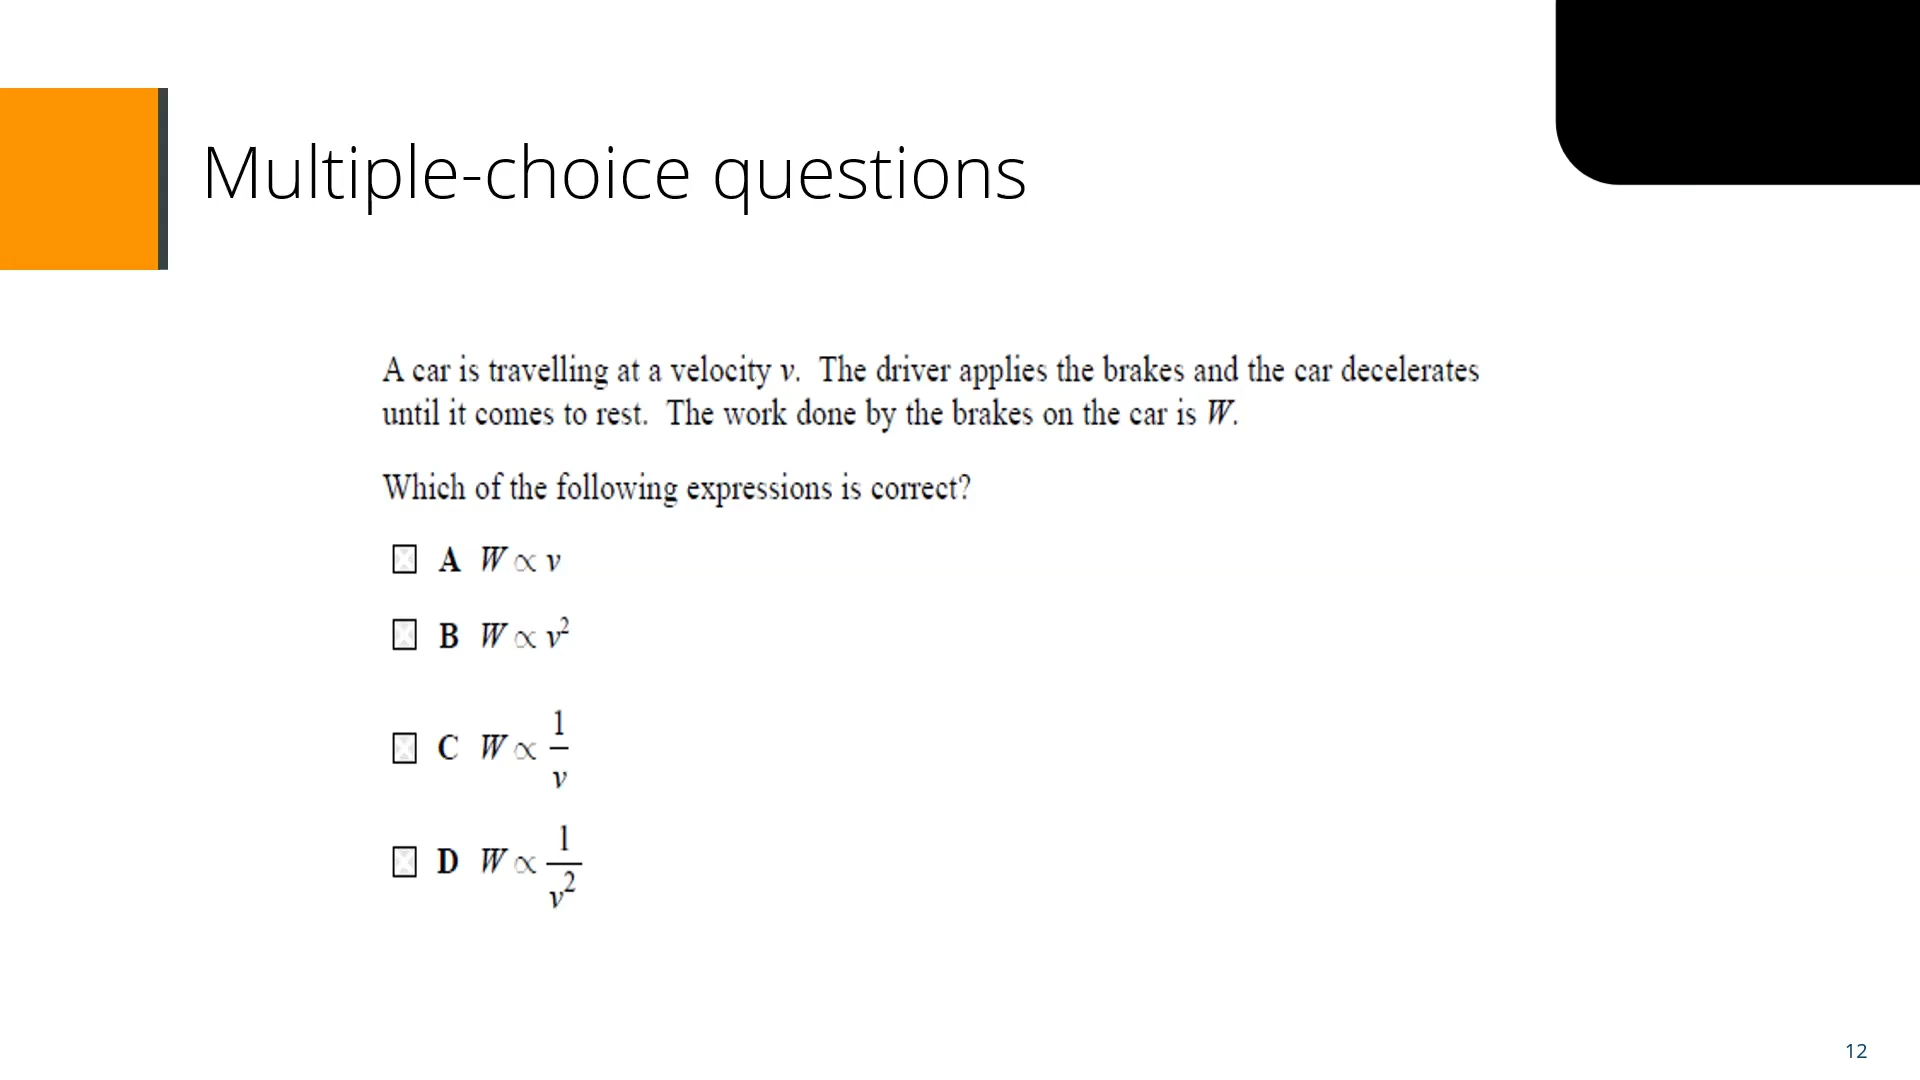 Multiple-choice questions
A car is travelling at a velocity v. The driver applies the brakes and the car decelerates
until it comes to rest. The work done by the brakes on the car is W.
Which of the following expressions is correct?
A W ∝ v
B W ∝ v²
C W ∝ 1/v
D W ∝ 1/v²
12